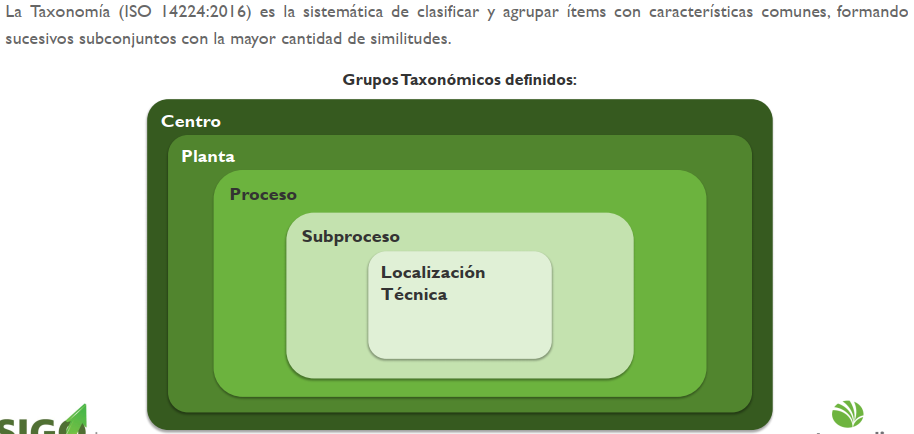 La Taxonomía (ISO 14224:2016) es la sistemática de clasificar y agrupar ítems con características comunes, formando
sucesivos subconjuntos con la mayor cantidad de similitudes.
Grupos Taxonómicos definidos:
Centro
Planta
Proceso
Subproceso
Localización
Técnica